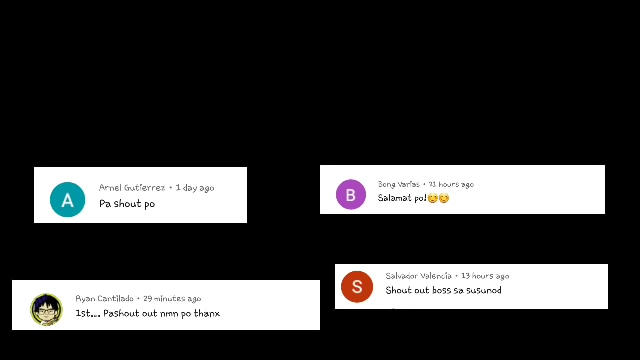 Arnel Gutierrez • 1 day ago
A
Pa shout po
Bong Varias • 21 hours ago
B
Salamat po!😊😊
Salvador Valencia • 13 hours ago
S
Shout out boss sa susunod
Ryan Cantilado • 29 minutes ago
1st.... Pashout out nmn po thanx